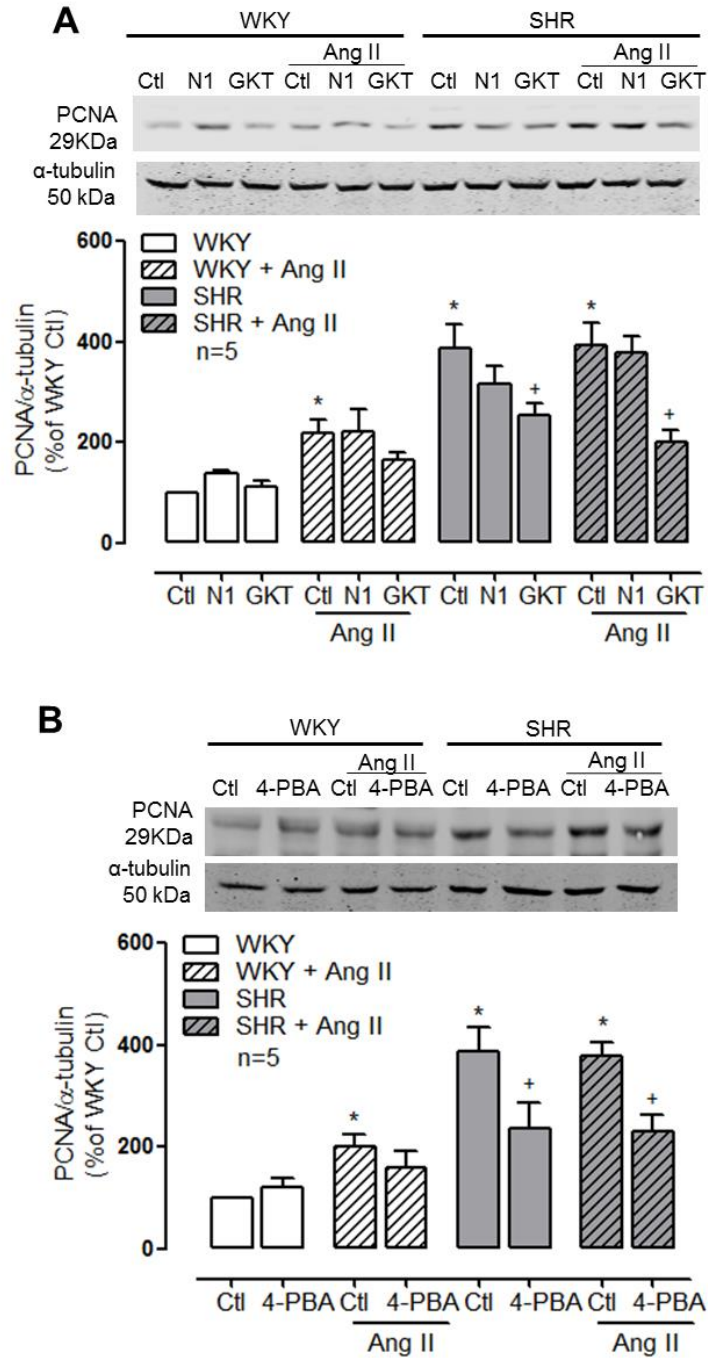 A
WKY SHR
Ang II Ang II
Ctl N1 GKT Ctl N1 GKT Ctl N1 GKT Ctl N1 GKT
PCNA
29KDa
α-tubulin
50 kDa
600
400
200
0
PCNA/α-tubulin
(%of WKY Ctl)
WKY
WKY + Ang II
SHR
SHR + Ang II
n=5
* * + * +
Ctl N1 GKT Ctl N1 GKT Ctl N1 GKT Ctl N1 GKT
Ang II Ang II
B
WKY SHR
Ang II Ang II
Ctl 4-PBA Ctl 4-PBA Ctl 4-PBA Ctl 4-PBA
PCNA
29KDa
α-tubulin
50 kDa
600
400
200
0
PCNA/α-tubulin
(%of WKY Ctl)
WKY
WKY + Ang II
SHR
SHR + Ang II
n=5
* * + * +
Ctl 4-PBA Ctl 4-PBA Ctl 4-PBA Ctl 4-PBA
Ang II Ang II